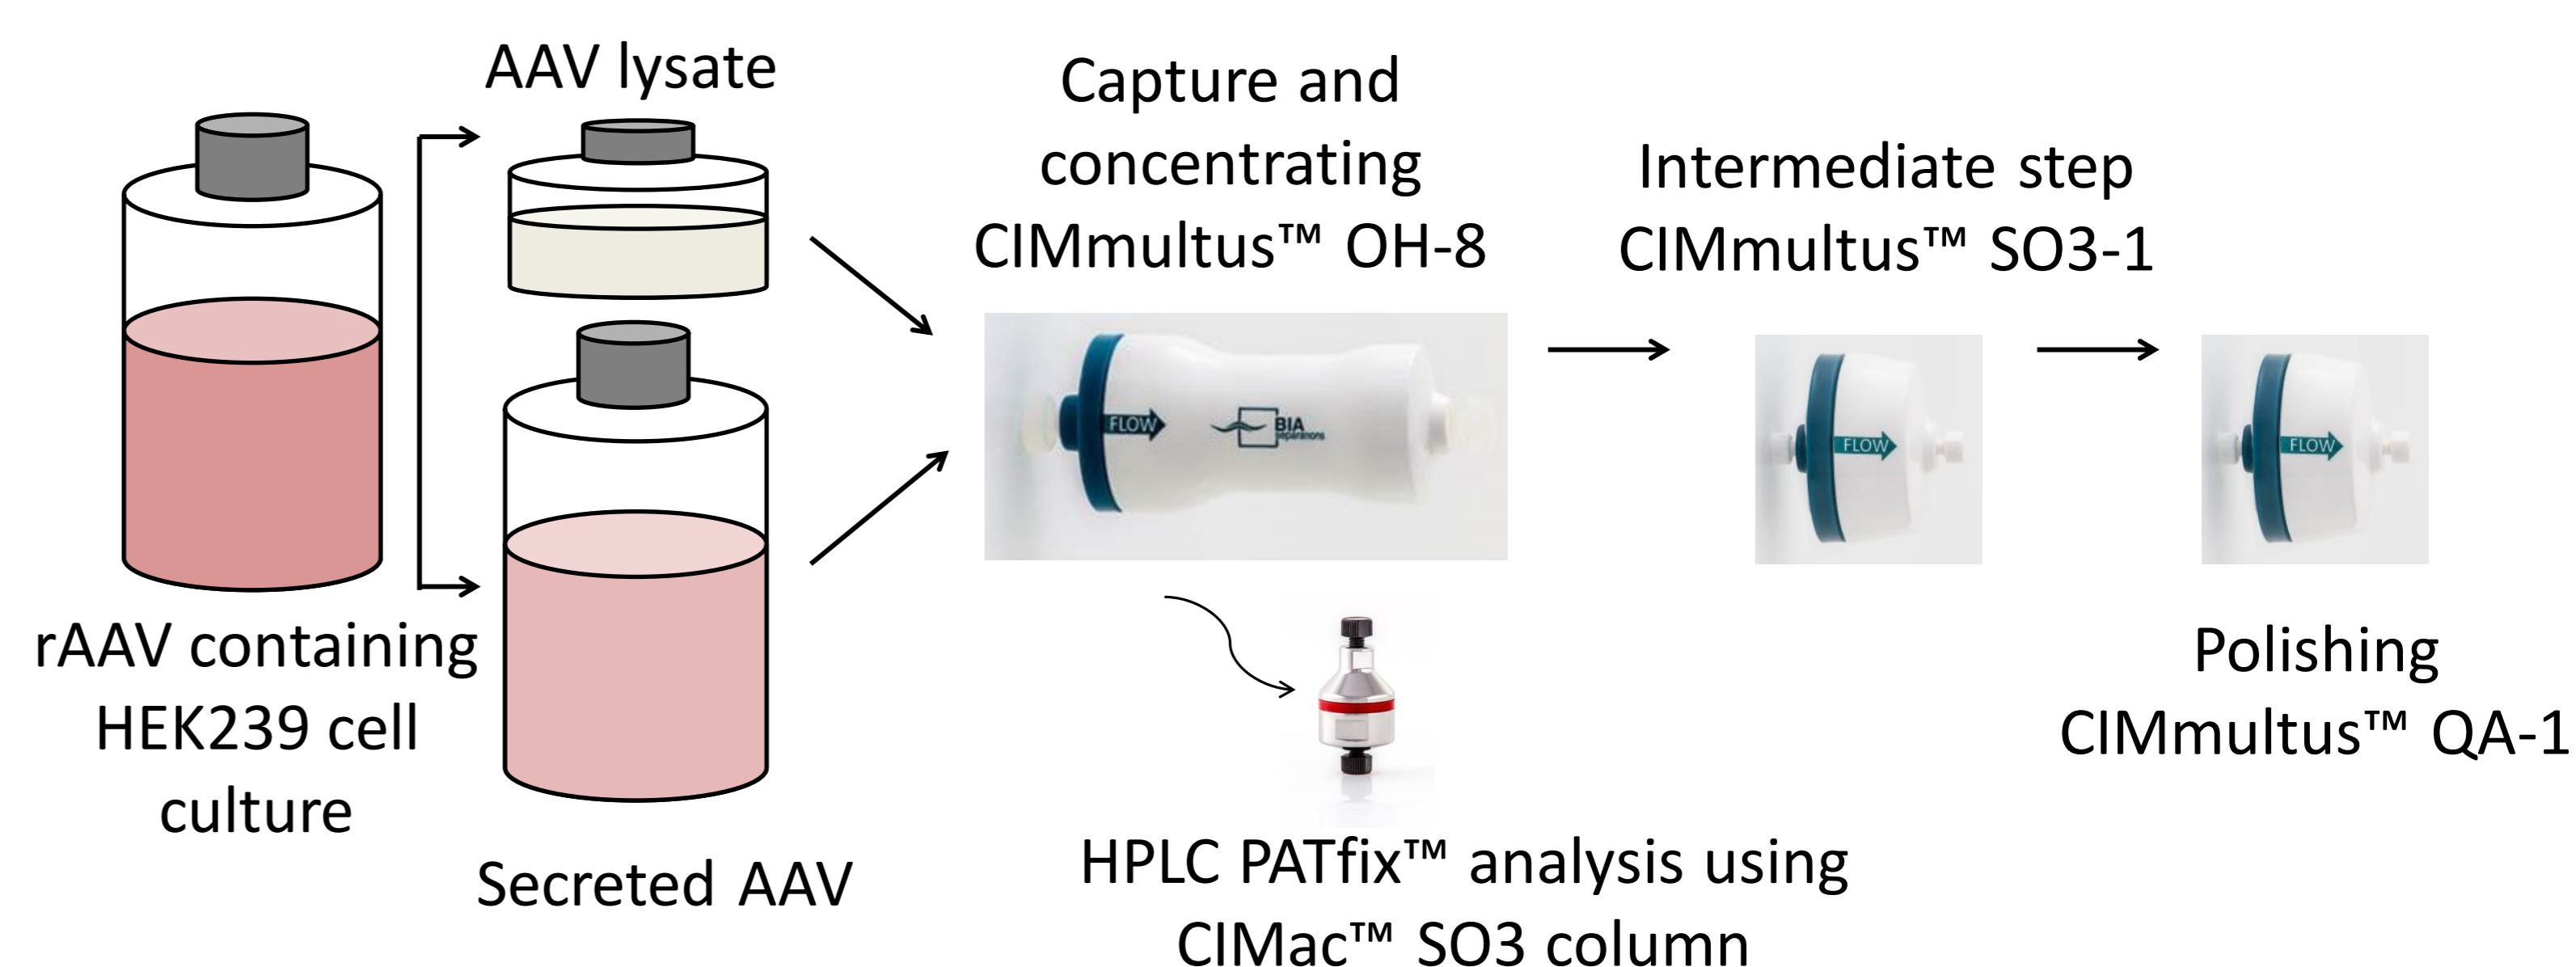 AAV lysate
rAAV containing
HEK239 cell
culture
Secreted AAV
Capture and
concentrating
CIMmultus™ OH-8
FLOW
BIA
separations
HPLC PATfix™ analysis using
CIMac™ SO3 column
Intermediate step
CIMmultus™ SO3-1
FLOW
FLOW
Polishing
CIMmultus™ QA-1